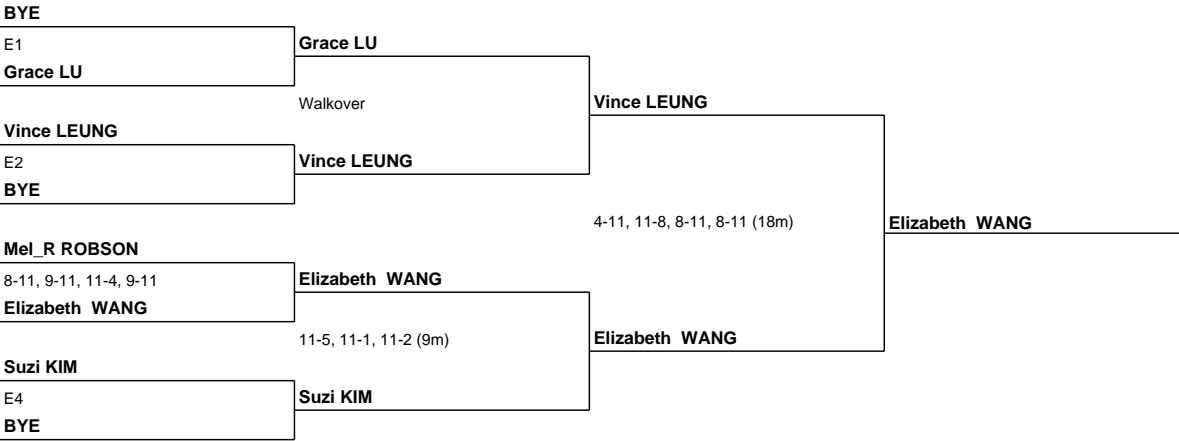 BYE
E1
Grace LU
Grace LU
Walkover
Vince LEUNG
Vince LEUNG
E2
Vince LEUNG
BYE
4-11, 11-8, 8-11, 8-11 (18m)
Elizabeth WANG
Mel_R ROBSON
8-11, 9-11, 11-4, 9-11
Elizabeth WANG
Elizabeth WANG
11-5, 11-1, 11-2 (9m)
Elizabeth WANG
Suzi KIM
E4
Suzi KIM
BYE